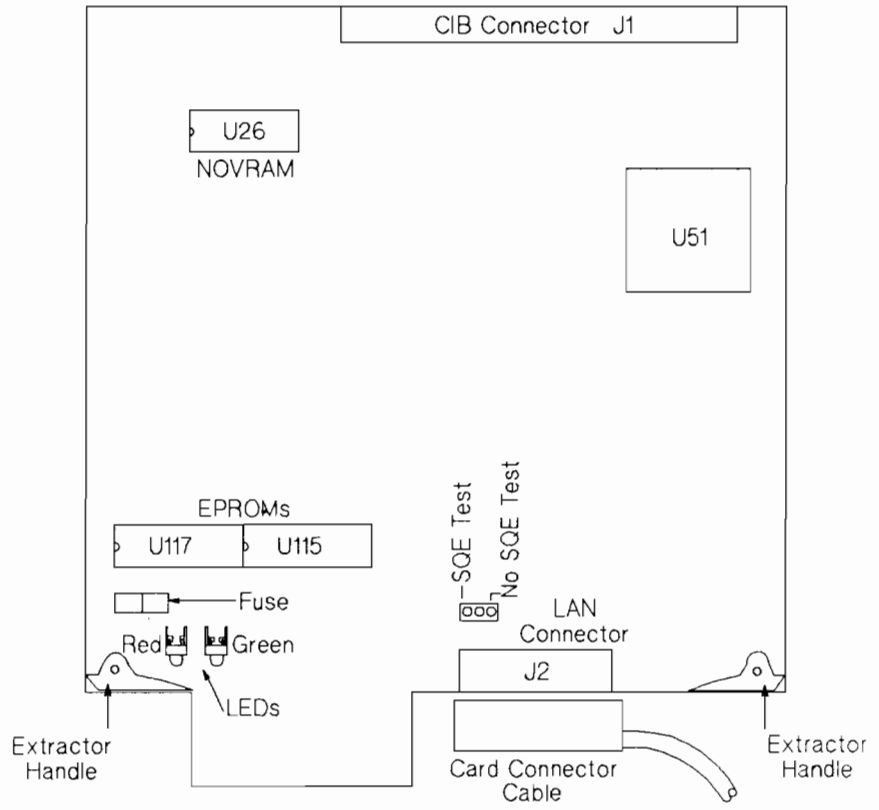 CIB Connector J1
U26
NOVRAM
U51
EPROMs
U117
U115
SQE Test
No SQE Test
Fuse
LAN
Connector
Red
Green
J2
LEDs
Extractor
Handle
Card Connector
Cable
Extractor
Handle